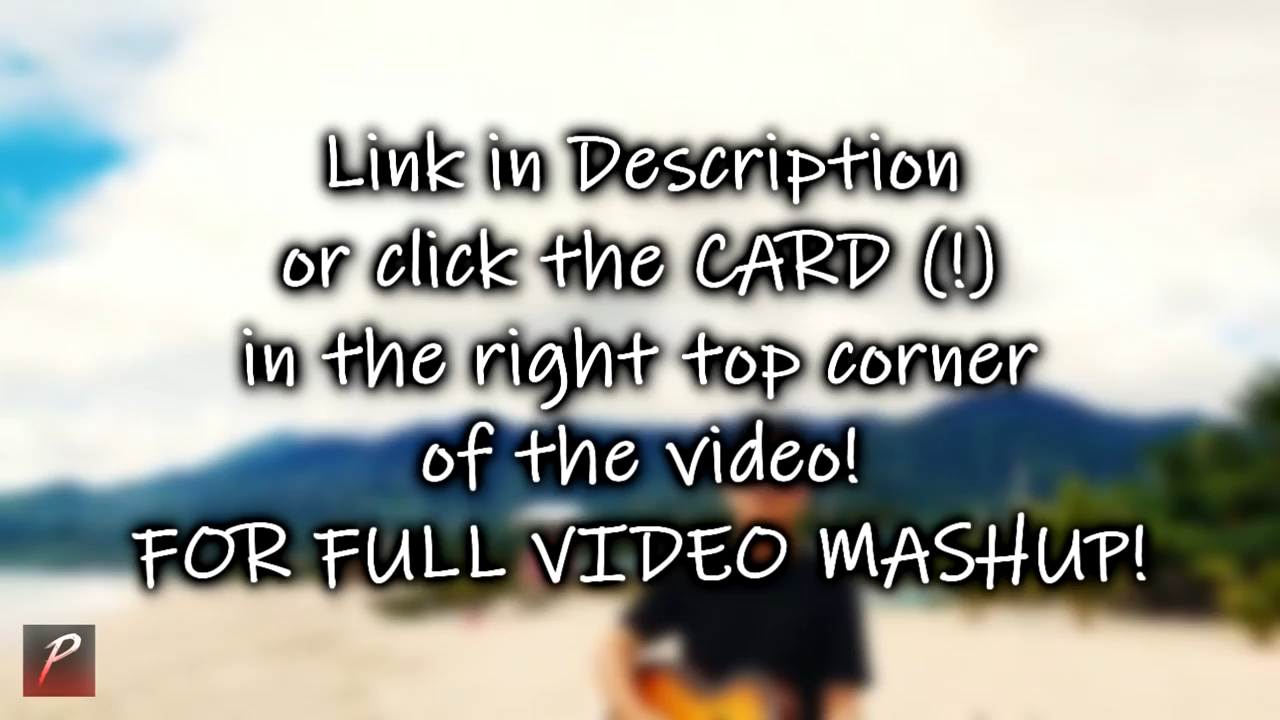 Link in Description
or click the CARD (!)
in the right top corner
of the video!
FOR FULL VIDEO MASHUP!
P